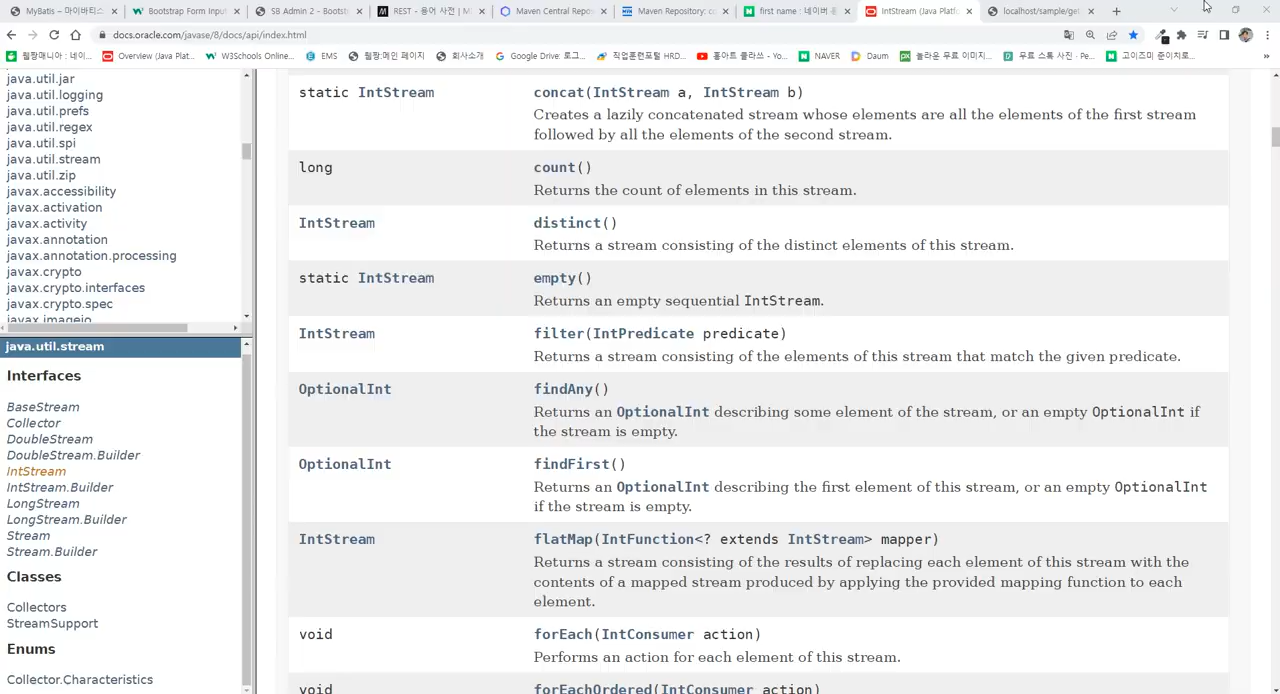 MyBatis – 마이바티스
Bootstrap Form Inpu
SB Admin 2 - Bootst
REST - 용어 사전 | M
Maven Central Repo
Maven Repository: c
first name : 네이버
IntStream (Java Platf
localhost/sample/get
docs.oracle.com/javase/8/docs/api/index.html
웹짱매니아 : 네이...
Overview (Java Plat...
W3Schools Online...
EMS
웹짱:메인 페이지
회사소개
Google Drive: 로그...
직업훈련포털 HRD...
홍아트 클라쓰 - Yo...
NAVER
Daum
놀라운 무료 이미지...
무료 스톡 사진 · Pe...
고이즈미 준이치로...
java.util.jar
java.util.logging
java.util.prefs
java.util.regex
java.util.spi
java.util.stream
java.util.zip
javax.accessibility
javax.activation
javax.activity
javax.annotation
javax.annotation.processing
javax.crypto
javax.crypto.interfaces
javax.crypto.spec
javax.imageio
java.util.stream
Interfaces
BaseStream
Collector
DoubleStream
DoubleStream.Builder
IntStream
IntStream.Builder
LongStream
LongStream.Builder
Stream
Stream.Builder
Classes
Collectors
StreamSupport
Enums
Collector.Characteristics
static IntStream concat(IntStream a, IntStream b)
Creates a lazily concatenated stream whose elements are all the elements of the first stream
followed by all the elements of the second stream.
long count()
Returns the count of elements in this stream.
IntStream distinct()
Returns a stream consisting of the distinct elements of this stream.
static IntStream empty()
Returns an empty sequential IntStream.
IntStream filter(IntPredicate predicate)
Returns a stream consisting of the elements of this stream that match the given predicate.
OptionalInt findAny()
Returns an OptionalInt describing some element of the stream, or an empty OptionalInt if
the stream is empty.
OptionalInt findFirst()
Returns an OptionalInt describing the first element of this stream, or an empty OptionalInt
if the stream is empty.
IntStream flatMap(IntFunction<? extends IntStream> mapper)
Returns a stream consisting of the results of replacing each element of this stream with the
contents of a mapped stream produced by applying the provided mapping function to each
element.
void forEach(IntConsumer action)
Performs an action for each element of this stream.
void forEachOrdered(IntConsumer action)